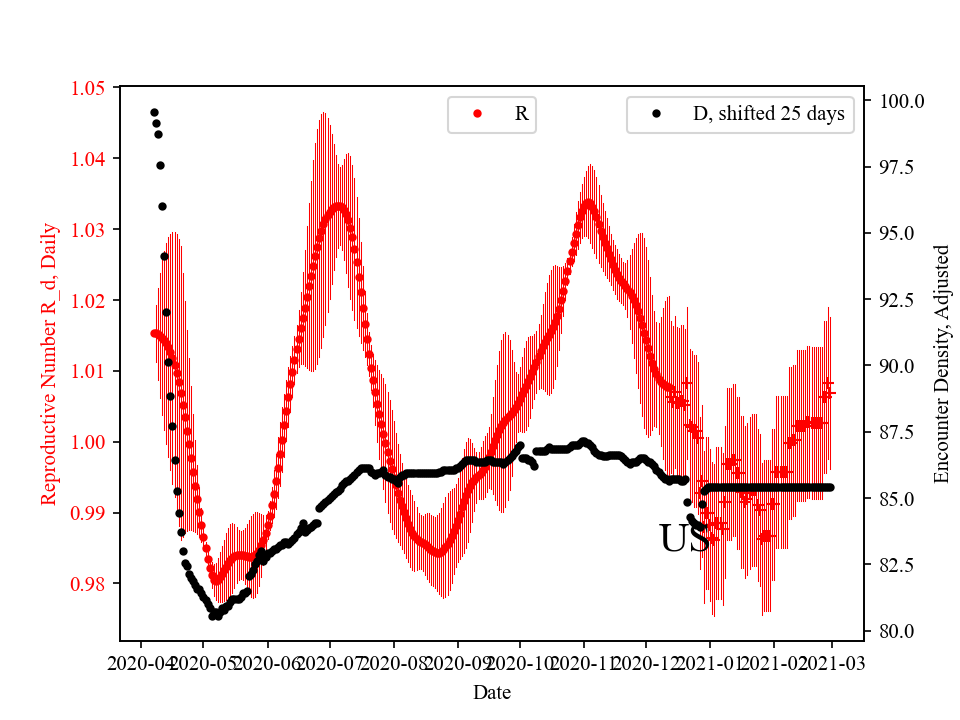 1.05
1.04
1.03
1.02
1.01
1.00
0.99
0.98
Reproductive Number R_d, Daily
R
D, shifted 25 days
100.0
97.5
95.0
92.5
90.0
87.5
85.0
82.5
80.0
Encounter Density, Adjusted
US
2020-04 2020-05 2020-06 2020-07 2020-08 2020-09 2020-10 2020-11 2020-12 2021-01 2021-02 2021-03
Date